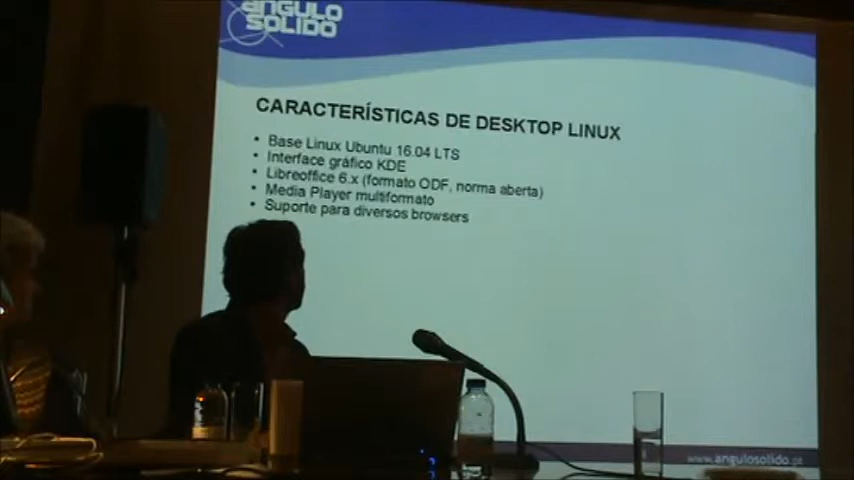 ANGULO
SOLIDO
CARACTERÍSTICAS DE DESKTOP LINUX
• Base Linux Ubuntu 16.04 LTS
• Interface gráfico KDE
• Libreoffice 6.x (formato ODF, norma aberta)
• Media Player multiformato
• Suporte para diversos browsers
www.angulosolido.pt